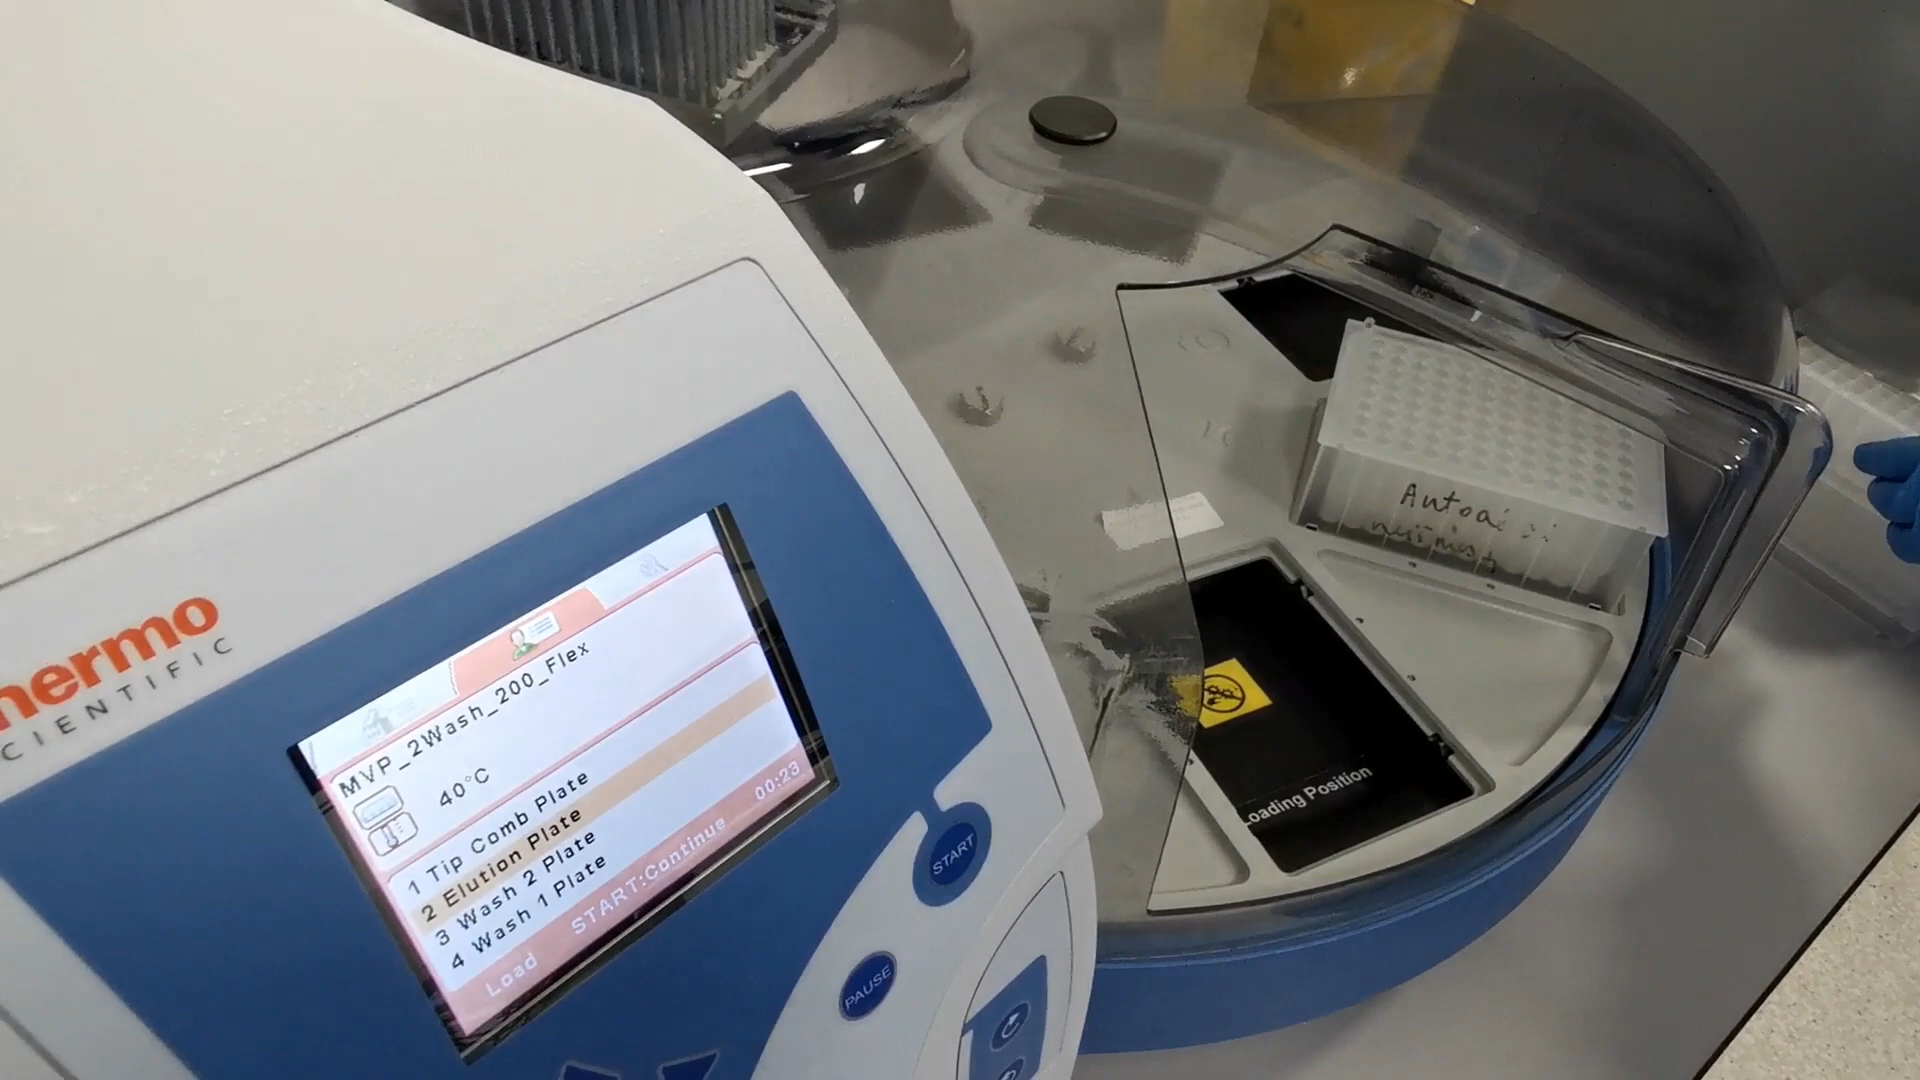 hermo
CIENTIFIC
MVP_2Wash_200_Flex
40°C
1 Tip Comb Plate
2 Elution Plate
3 Wash 2 Plate
4 Wash 1 Plate
00:23
Load START:Continue
START
PAUSE
Loading Position